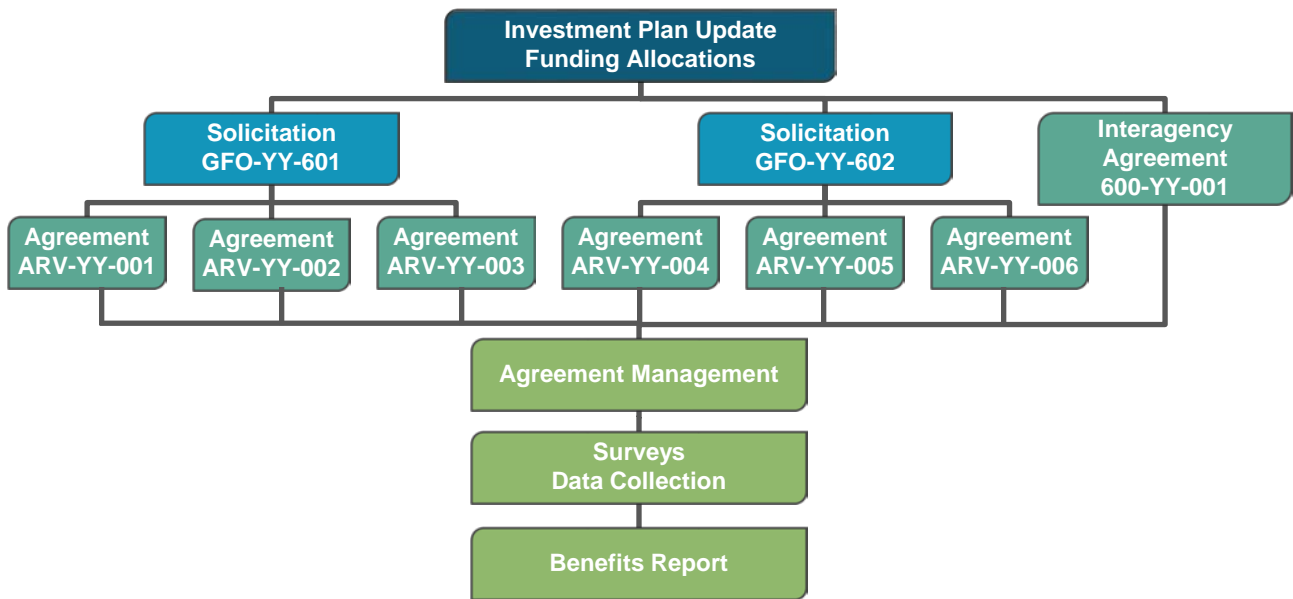 Investment Plan Update
Funding Allocations
Solicitation
GFO-YY-601
Solicitation
GFO-YY-602
Interagency
Agreement
600-YY-001
Agreement
ARV-YY-001
Agreement
ARV-YY-002
Agreement
ARV-YY-003
Agreement
ARV-YY-004
Agreement
ARV-YY-005
Agreement
ARV-YY-006
Agreement Management
Surveys
Data Collection
Benefits Report